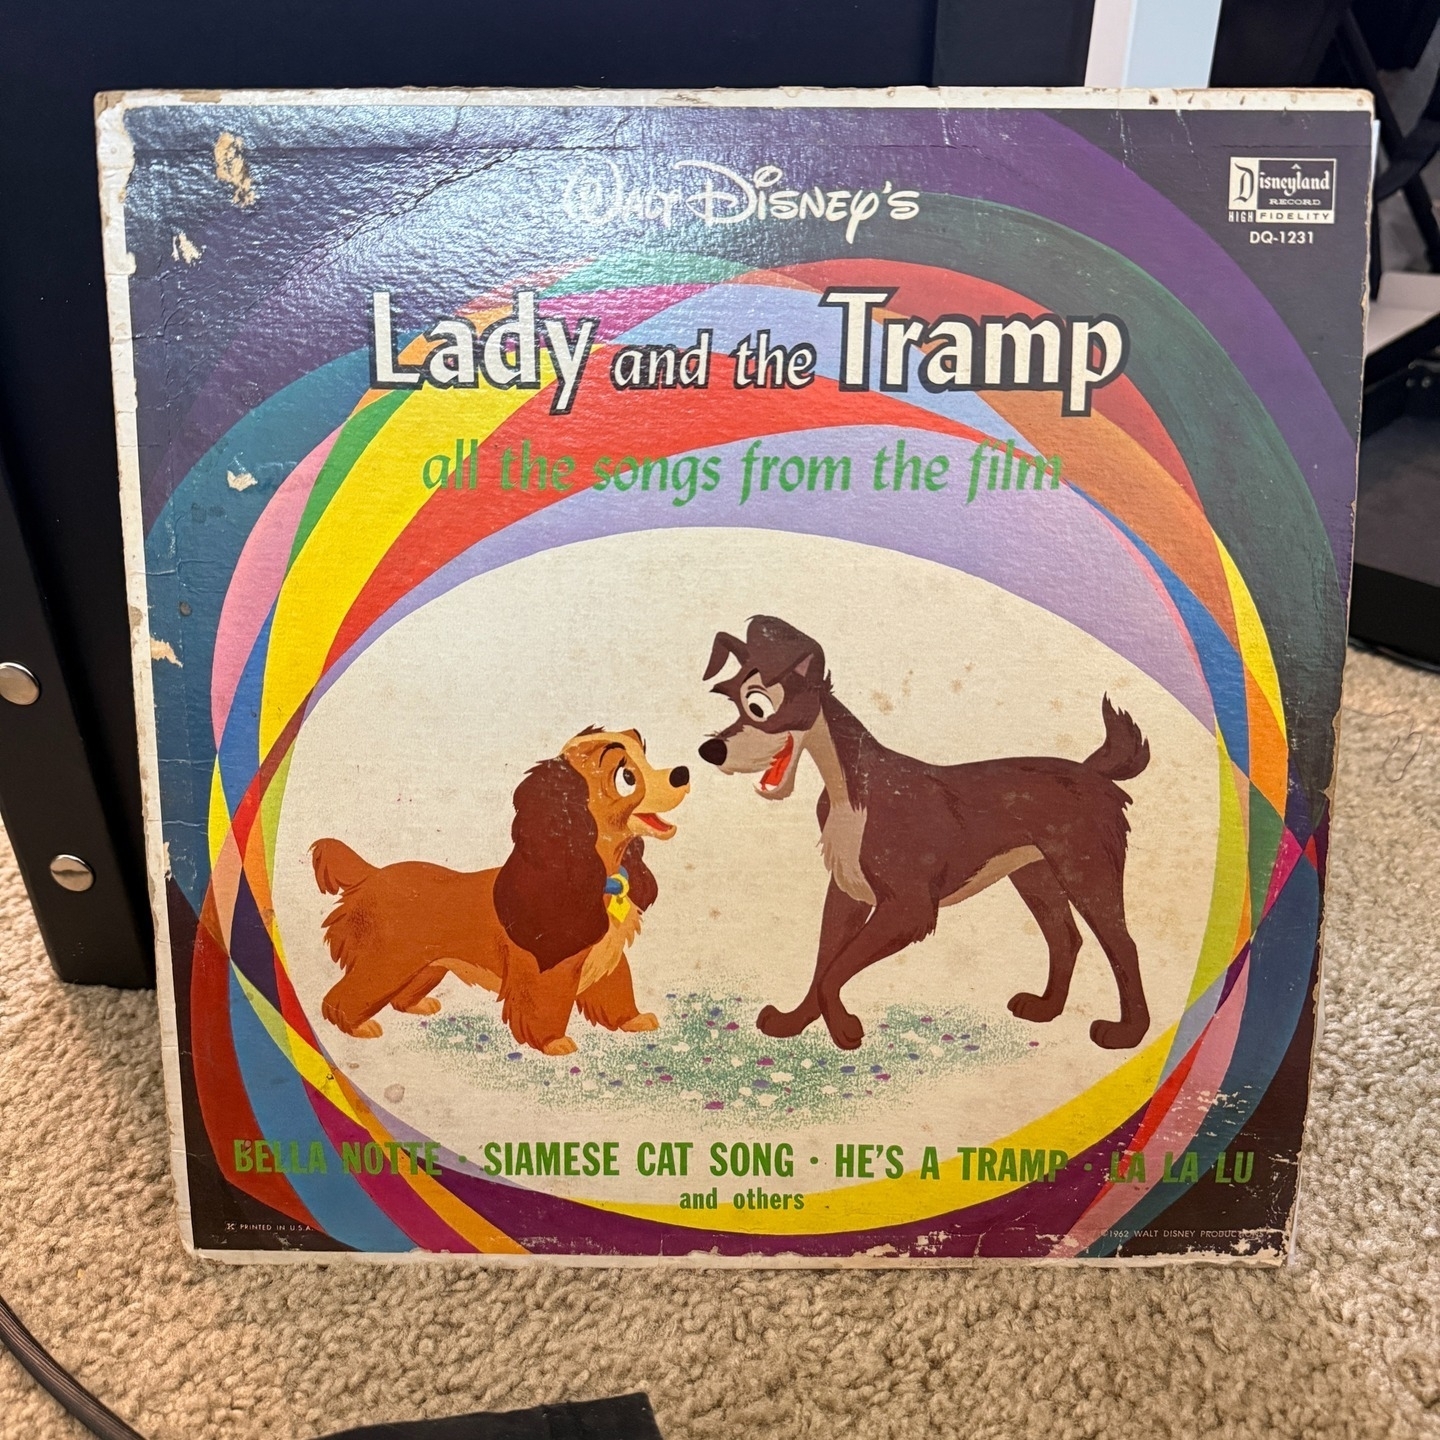 Walt Disney's
Disneyland
RECORD
HIGH FIDELITY
DQ-1231
Lady and the Tramp
all the songs from the film
BELLA NOTTE · SIAMESE CAT SONG · HE'S A TRAMP · LA LA LU
and others
PRINTED IN U.S.A.
©1962 WALT DISNEY PRODUCTIONS